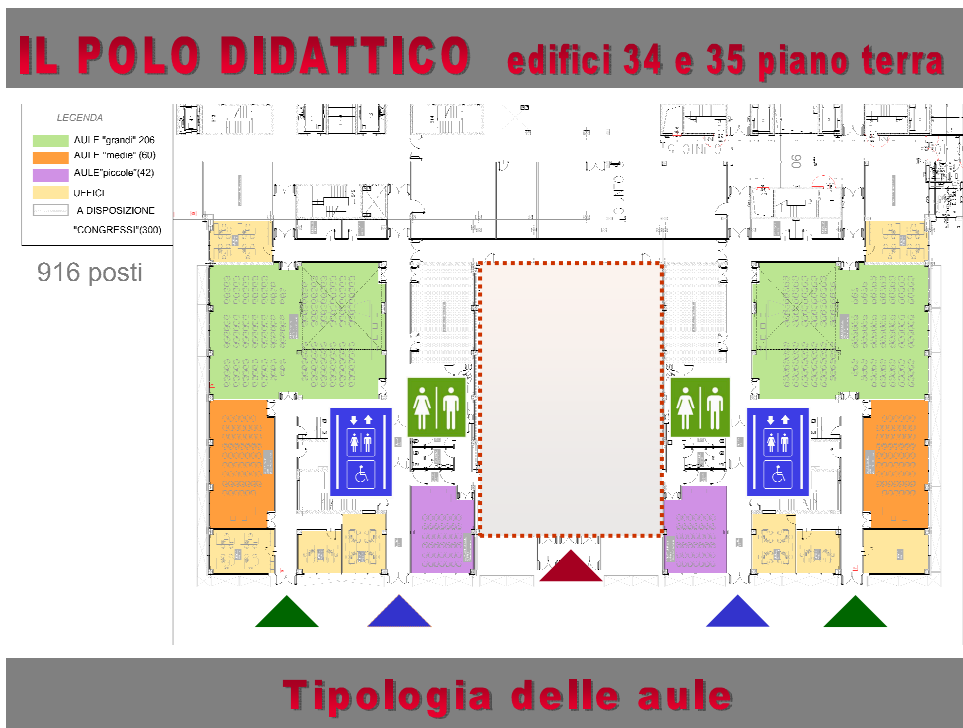 IL POLO DIDATTICO edifici 34 e 35 piano terra
LEGENDA
AULE "grandi" 206
AULE "medie" (60)
AULE"piccole"(42)
UFFICI
A DISPOSIZIONE
"CONGRESSI"(300)
916 posti
Tipologia delle aule